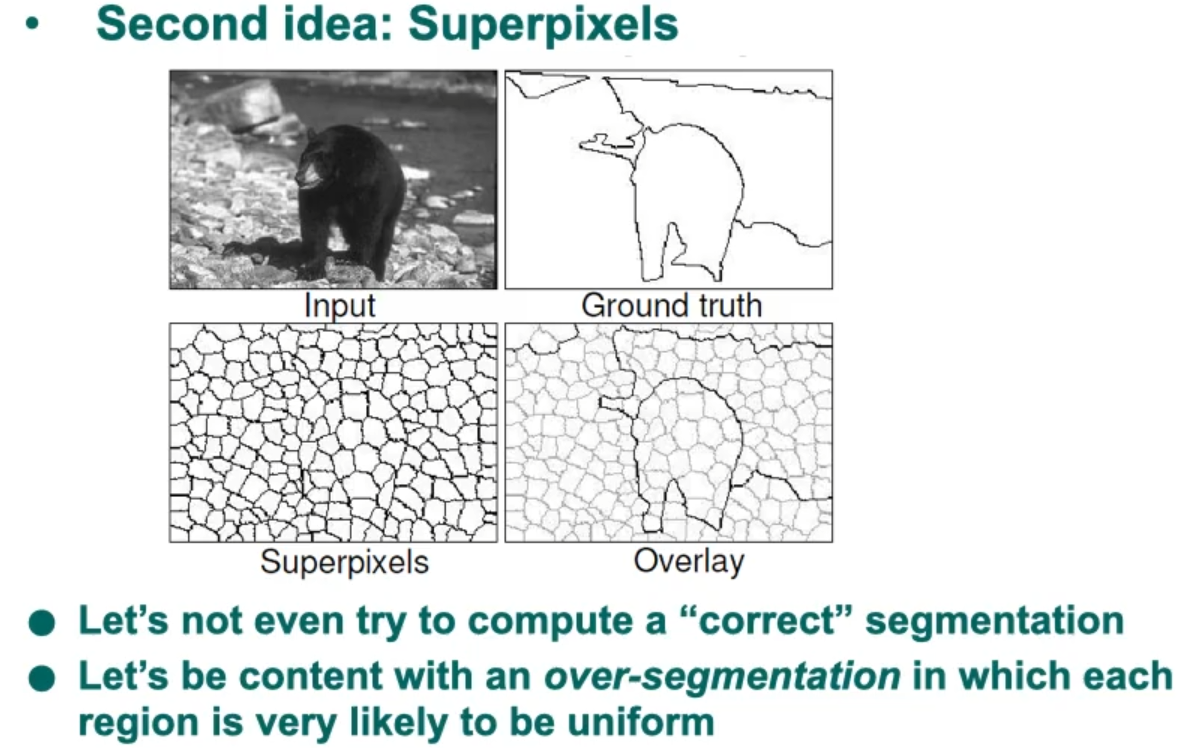 • Second idea: Superpixels
Input
Ground truth
Superpixels
Overlay
● Let’s not even try to compute a “correct” segmentation
● Let’s be content with an over-segmentation in which each
region is very likely to be uniform